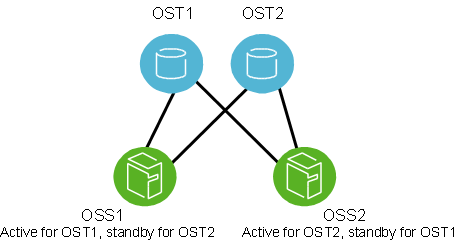 OST1 OST2
OSS1 OSS2
Active for OST1, standby for OST2 Active for OST2, standby for OST1